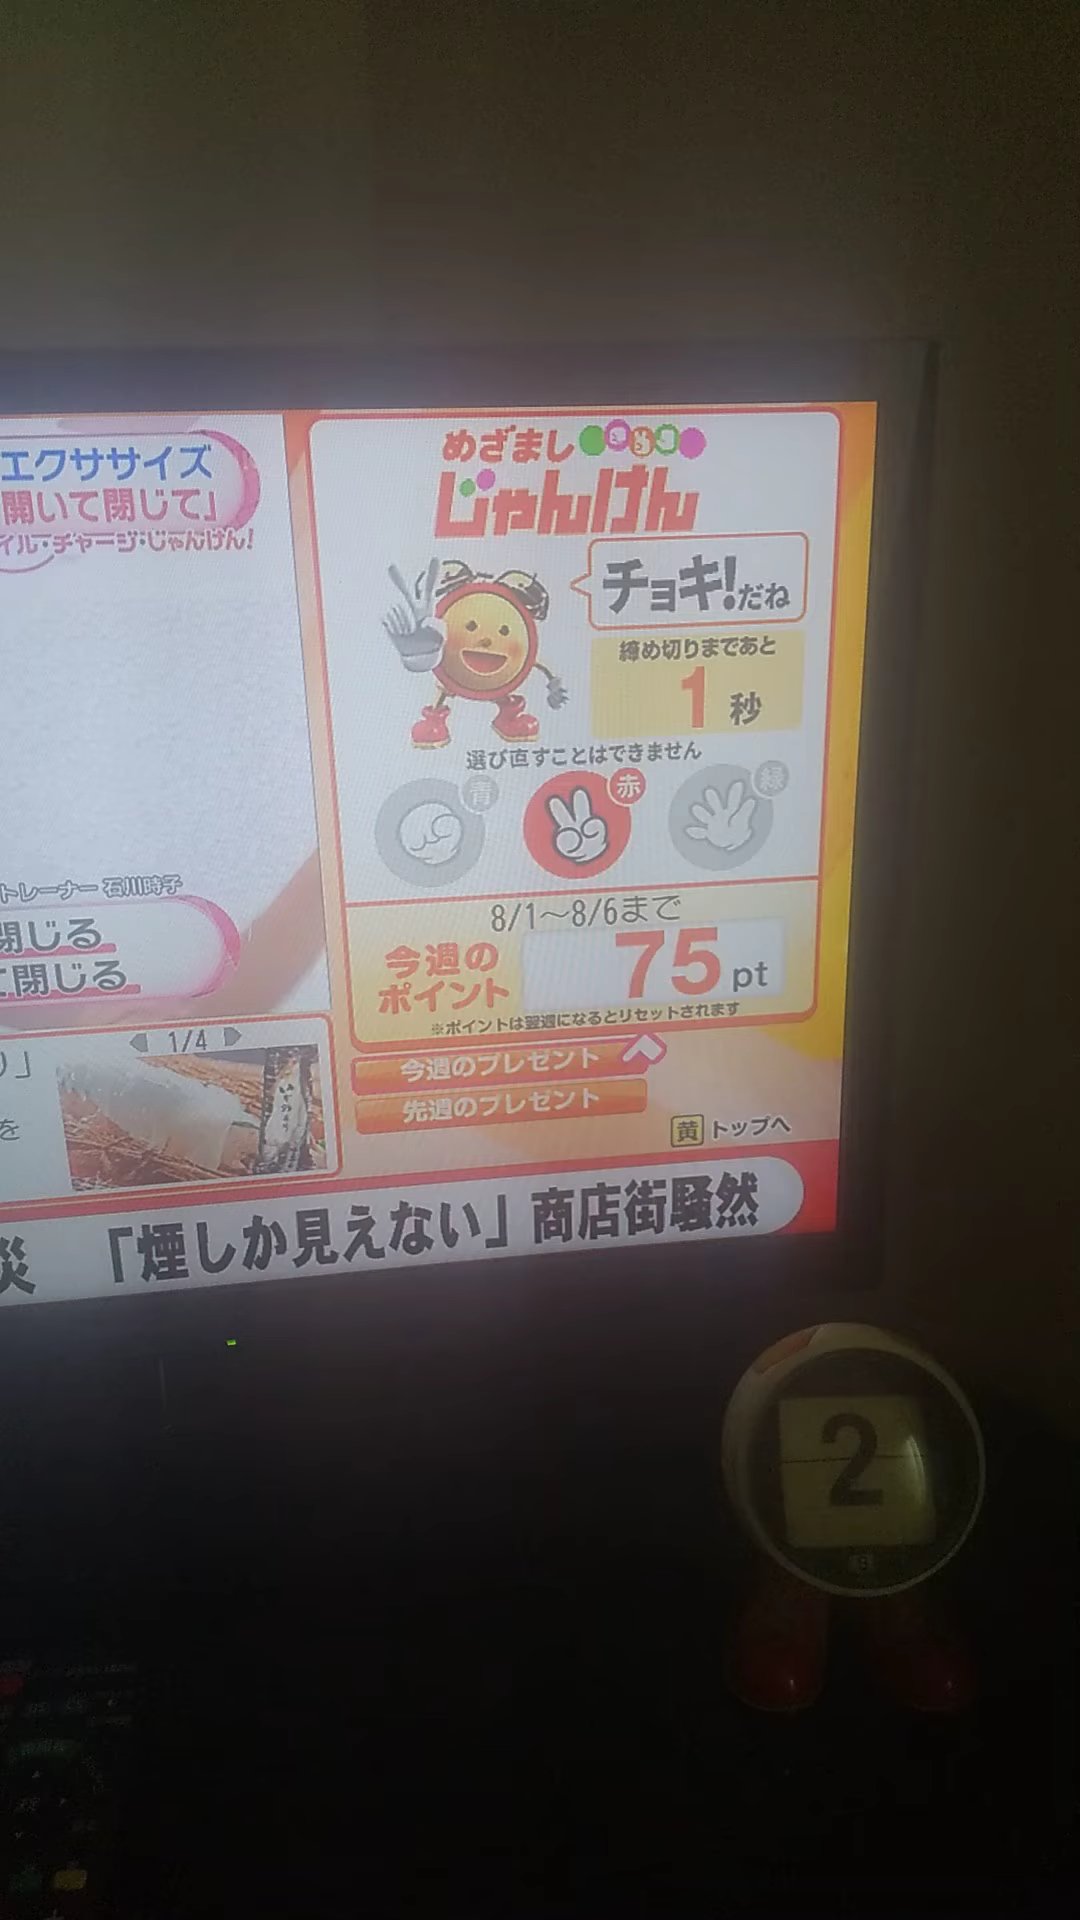 エクササイズ
開いて閉じて」
イル・チャージ・じゃんけん!
トレーナー 石川時子
閉じる
て閉じる
めざまし
じゃんけん
チョキ!だね
締め切りまであと
1秒
選び直すことはできません
青
赤
緑
8/1~8/6まで
今週の
ポイント
75pt
※ポイントは翌週になるとリセットされます
今週のプレゼント
先週のプレゼント
黄 トップへ
り」
1/4
を
災 「煙しか見えない」商店街騒然
2
8